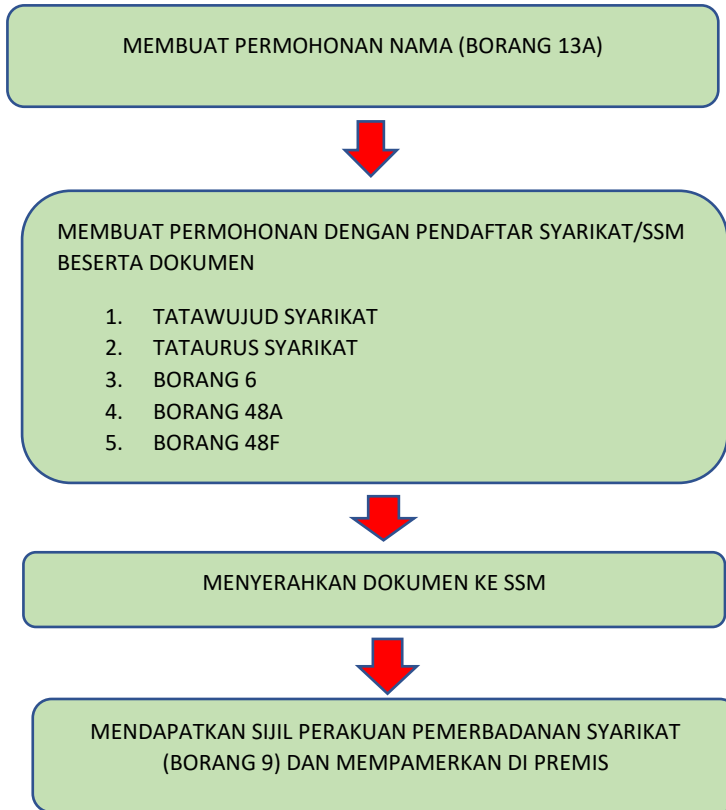 MEMBUAT PERMOHONAN NAMA (BORANG 13A)
MEMBUAT PERMOHONAN DENGAN PENDAFTAR SYARIKAT/SSM
BESERTA DOKUMEN
1. TATAWUJUD SYARIKAT
2. TATAURUS SYARIKAT
3. BORANG 6
4. BORANG 48A
5. BORANG 48F
MENYERAHKAN DOKUMEN KE SSM
MENDAPATKAN SIJIL PERAKUAN PEMERBADANAN SYARIKAT
(BORANG 9) DAN MEMPAMERKAN DI PREMIS